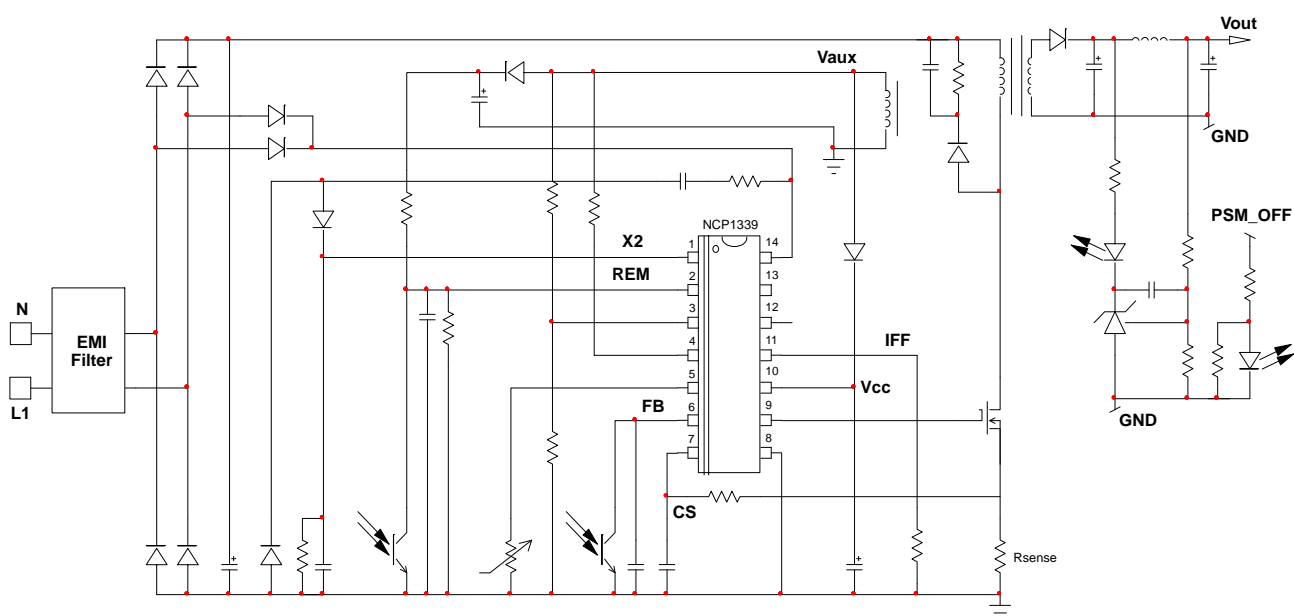 Vout
Vaux
GND
NCP1339
PSM_OFF
X2
1
14
REM
2
13
3
12
N
EMI
Filter
4
11
IFF
5
10
Vcc
L1
FB
6
9
GND
7
8
CS
Rsense